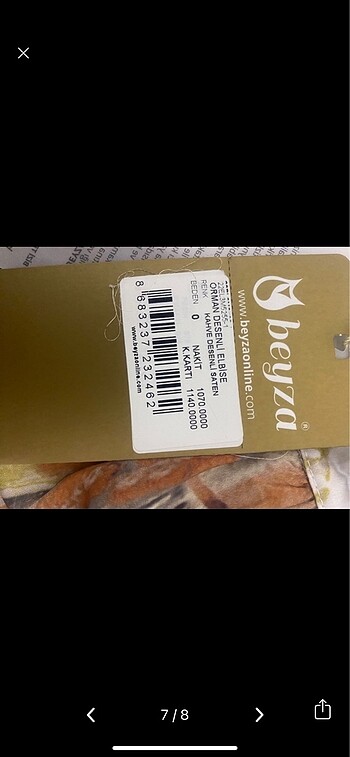 beyza®
www.beyzaonline.com
ORMAN DESENLİ ELBİSE
RENK KAHVE DESENLİ SATEN
BEDEN 0 NAKİT 1070.0000
K.KARTI 1140.0000
8 683237 232462
www.beyzaonline.com
7/8